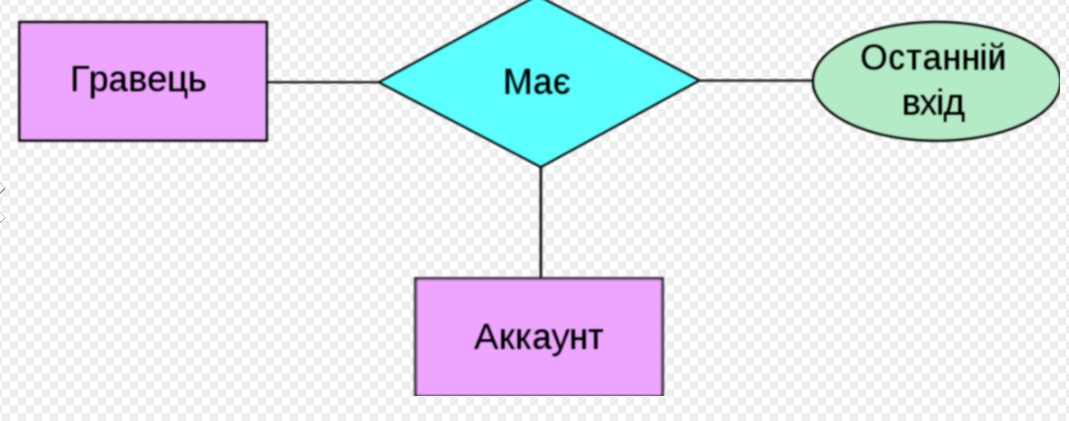 Гравець
Має
Останній
вхід
Аккаунт